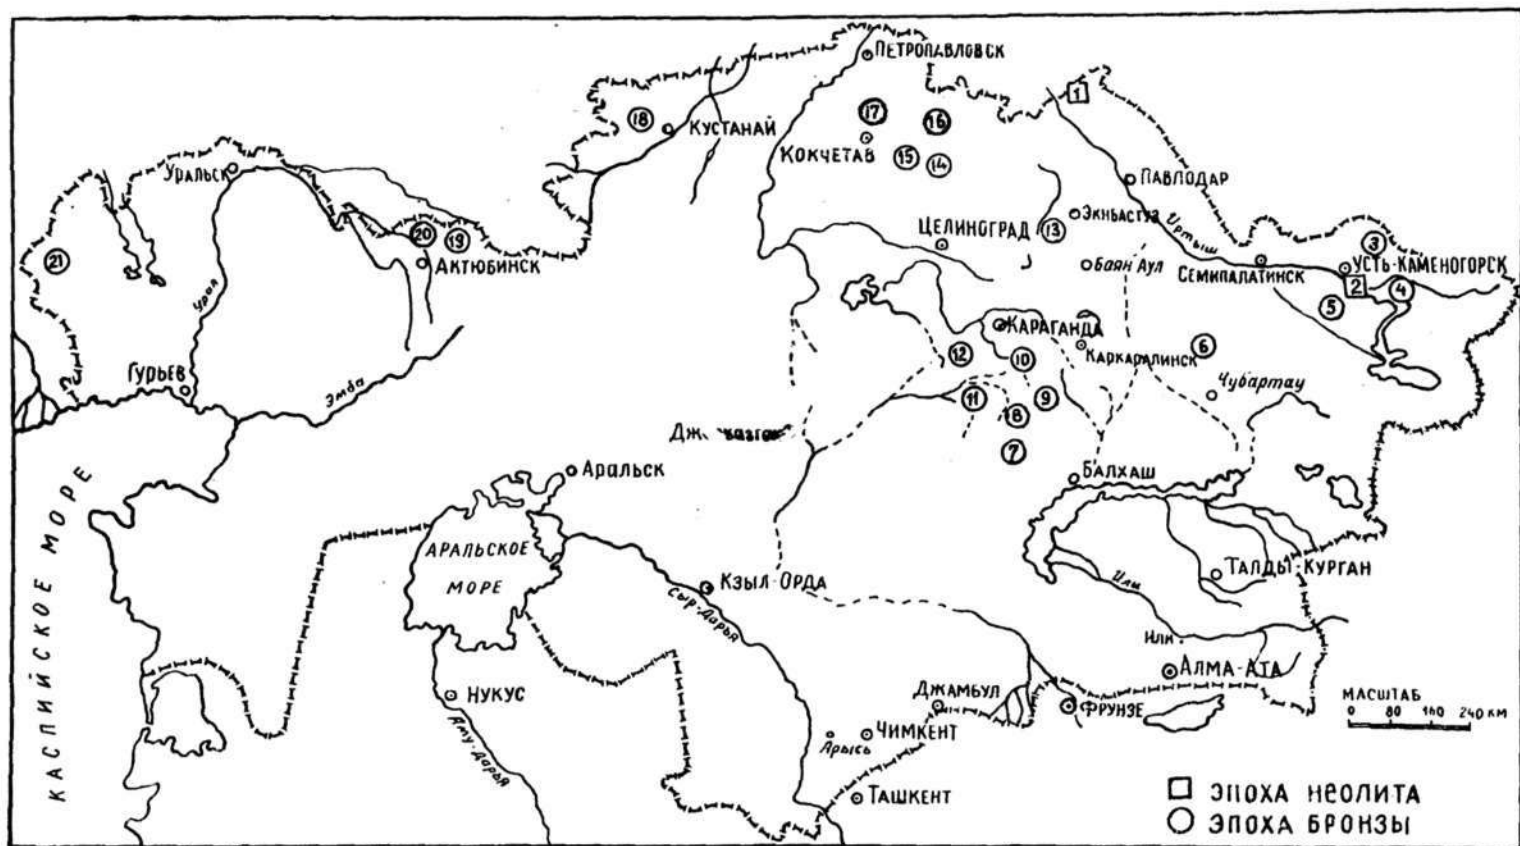 ПЕТРОПАВЛОВСК
1
17
16
18
КУСТАНАЙ
КОКЧЕТАВ
15
14
УРАЛЬСК
ПАВЛОДАР
ЭКИБАСТУЗ
Иртыш
ЦЕЛИНОГРАД
13
20
19
АКТЮБИНСК
21
Баян Аул
СЕМИПАЛАТИНСК
3
УСТЬ-КАМЕНОГОРСК
2
4
5
Урал
КАРАГАНДА
КАРКАРАЛИНСК
6
12
10
Чубартау
ГУРЬЕВ
Эмба
11
9
8
7
АРАЛЬСК
БАЛХАШ
КАСПИЙСКОЕ МОРЕ
АРАЛЬСКОЕ
МОРЕ
КЗЫЛ-ОРДА
СЫР-ДАРЬЯ
ТАЛДЫ-КУРГАН
Или
Или
АЛМА-АТА
НУКУС
АМУ-ДАРЬЯ
ДЖАМБУЛ
ФРУНЗЕ
Арысь
ЧИМКЕНТ
ТАШКЕНТ
МАСШТАБ
0 80 160 240 КМ
ЭПОХА НЕОЛИТА
ЭПОХА БРОНЗЫ